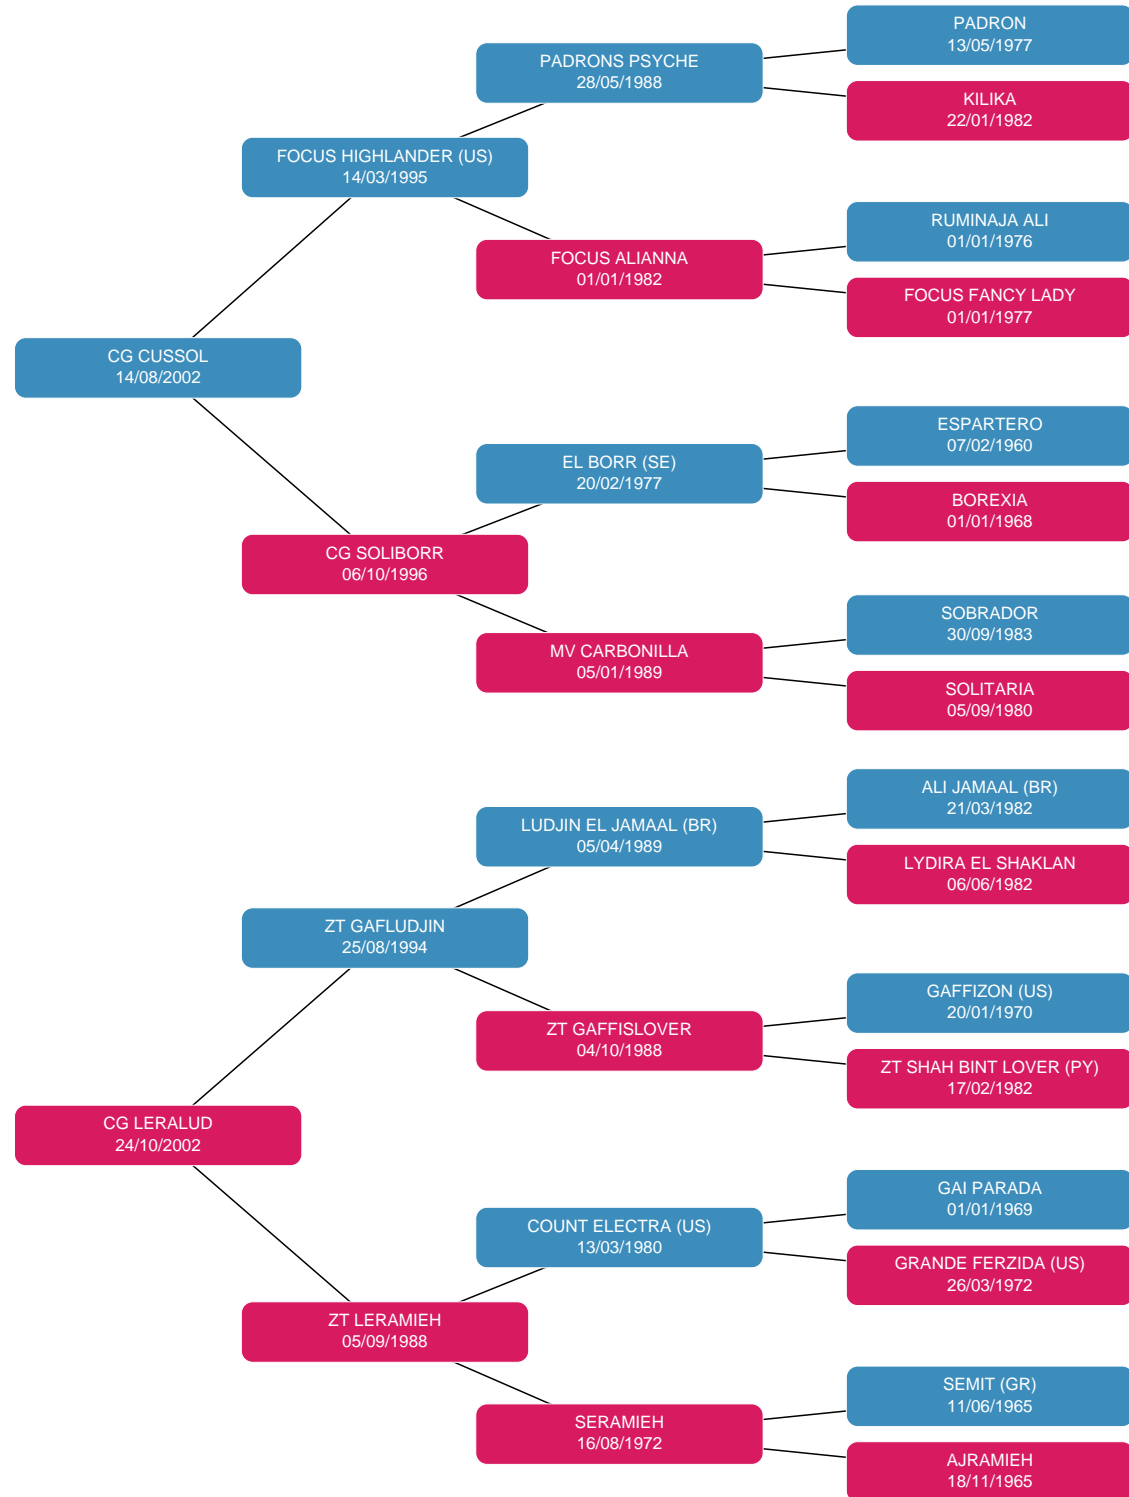 PADRON
13/05/1977
PADRONS PSYCHE
28/05/1988
KILIKA
22/01/1982
FOCUS HIGHLANDER (US)
14/03/1995
RUMINAJA ALI
01/01/1976
FOCUS ALIANNA
01/01/1982
FOCUS FANCY LADY
01/01/1977
CG CUSSOL
14/08/2002
ESPARTERO
07/02/1960
EL BORR (SE)
20/02/1977
BOREXIA
01/01/1968
CG SOLIBORR
06/10/1996
SOBRADOR
30/09/1983
MV CARBONILLA
05/01/1989
SOLITARIA
05/09/1980
ALI JAMAAL (BR)
21/03/1982
LUDJIN EL JAMAAL (BR)
05/04/1989
LYDIRA EL SHAKLAN
06/06/1982
ZT GAFLUDJIN
25/08/1994
GAFFIZON (US)
20/01/1970
ZT GAFFISLOVER
04/10/1988
ZT SHAH BINT LOVER (PY)
17/02/1982
CG LERALUD
24/10/2002
GAI PARADA
01/01/1969
COUNT ELECTRA (US)
13/03/1980
GRANDE FERZIDA (US)
26/03/1972
ZT LERAMIEH
05/09/1988
SEMIT (GR)
11/06/1965
SERAMIEH
16/08/1972
AJRAMIEH
18/11/1965